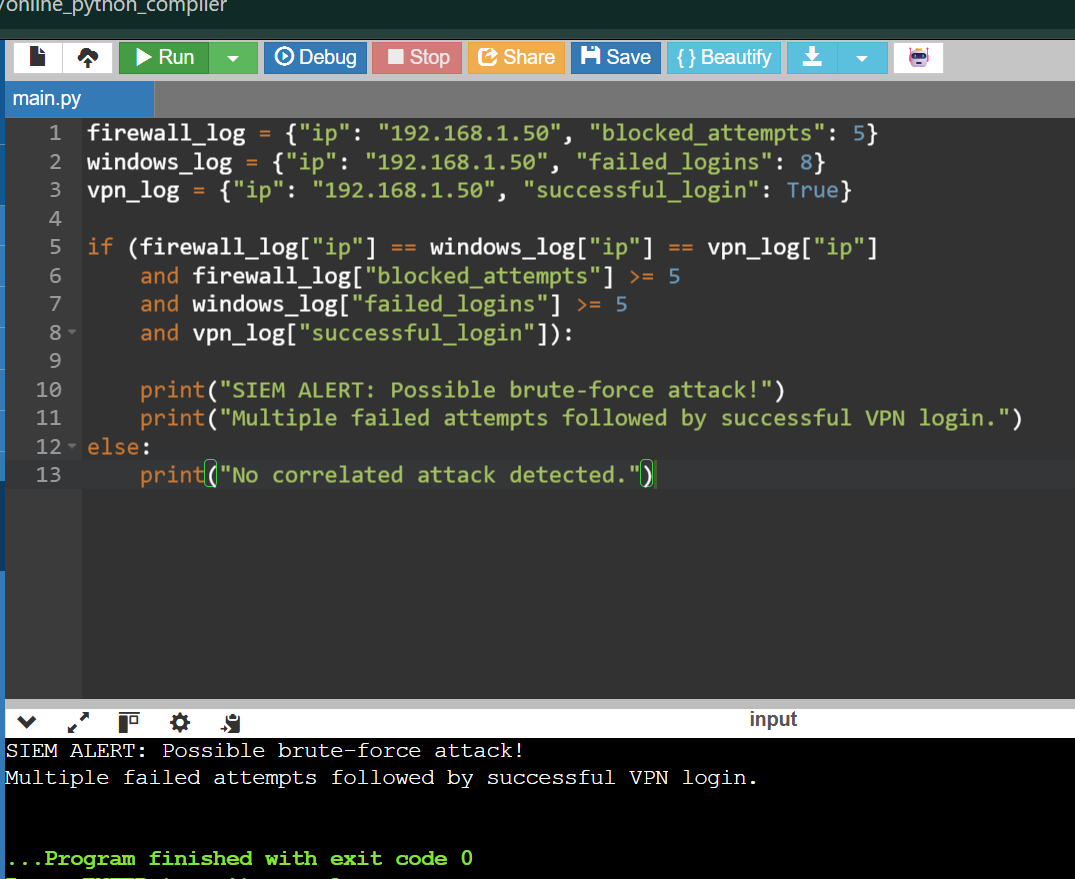 /online_python_compiler
Run Debug Stop Share Save { } Beautify
main.py
1 firewall_log = {"ip": "192.168.1.50", "blocked_attempts": 5}
2 windows_log = {"ip": "192.168.1.50", "failed_logins": 8}
3 vpn_log = {"ip": "192.168.1.50", "successful_login": True}
4
5 if (firewall_log["ip"] == windows_log["ip"] == vpn_log["ip"]
6     and firewall_log["blocked_attempts"] >= 5
7     and windows_log["failed_logins"] >= 5
8     and vpn_log["successful_login"]):
9
10     print("SIEM ALERT: Possible brute-force attack!")
11     print("Multiple failed attempts followed by successful VPN login.")
12 else:
13     print("No correlated attack detected.")
input
SIEM ALERT: Possible brute-force attack!
Multiple failed attempts followed by successful VPN login.
...Program finished with exit code 0